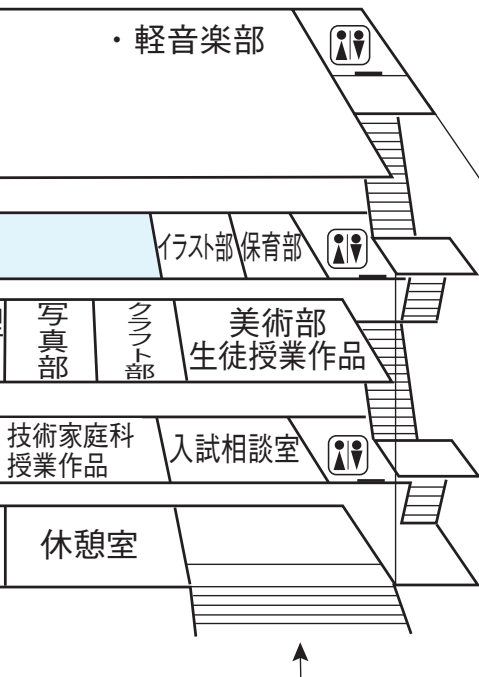 ・軽音楽部
イラスト部
保育部
写真部
クラフト部
美術部
生徒授業作品
技術家庭科
授業作品
入試相談室
休憩室